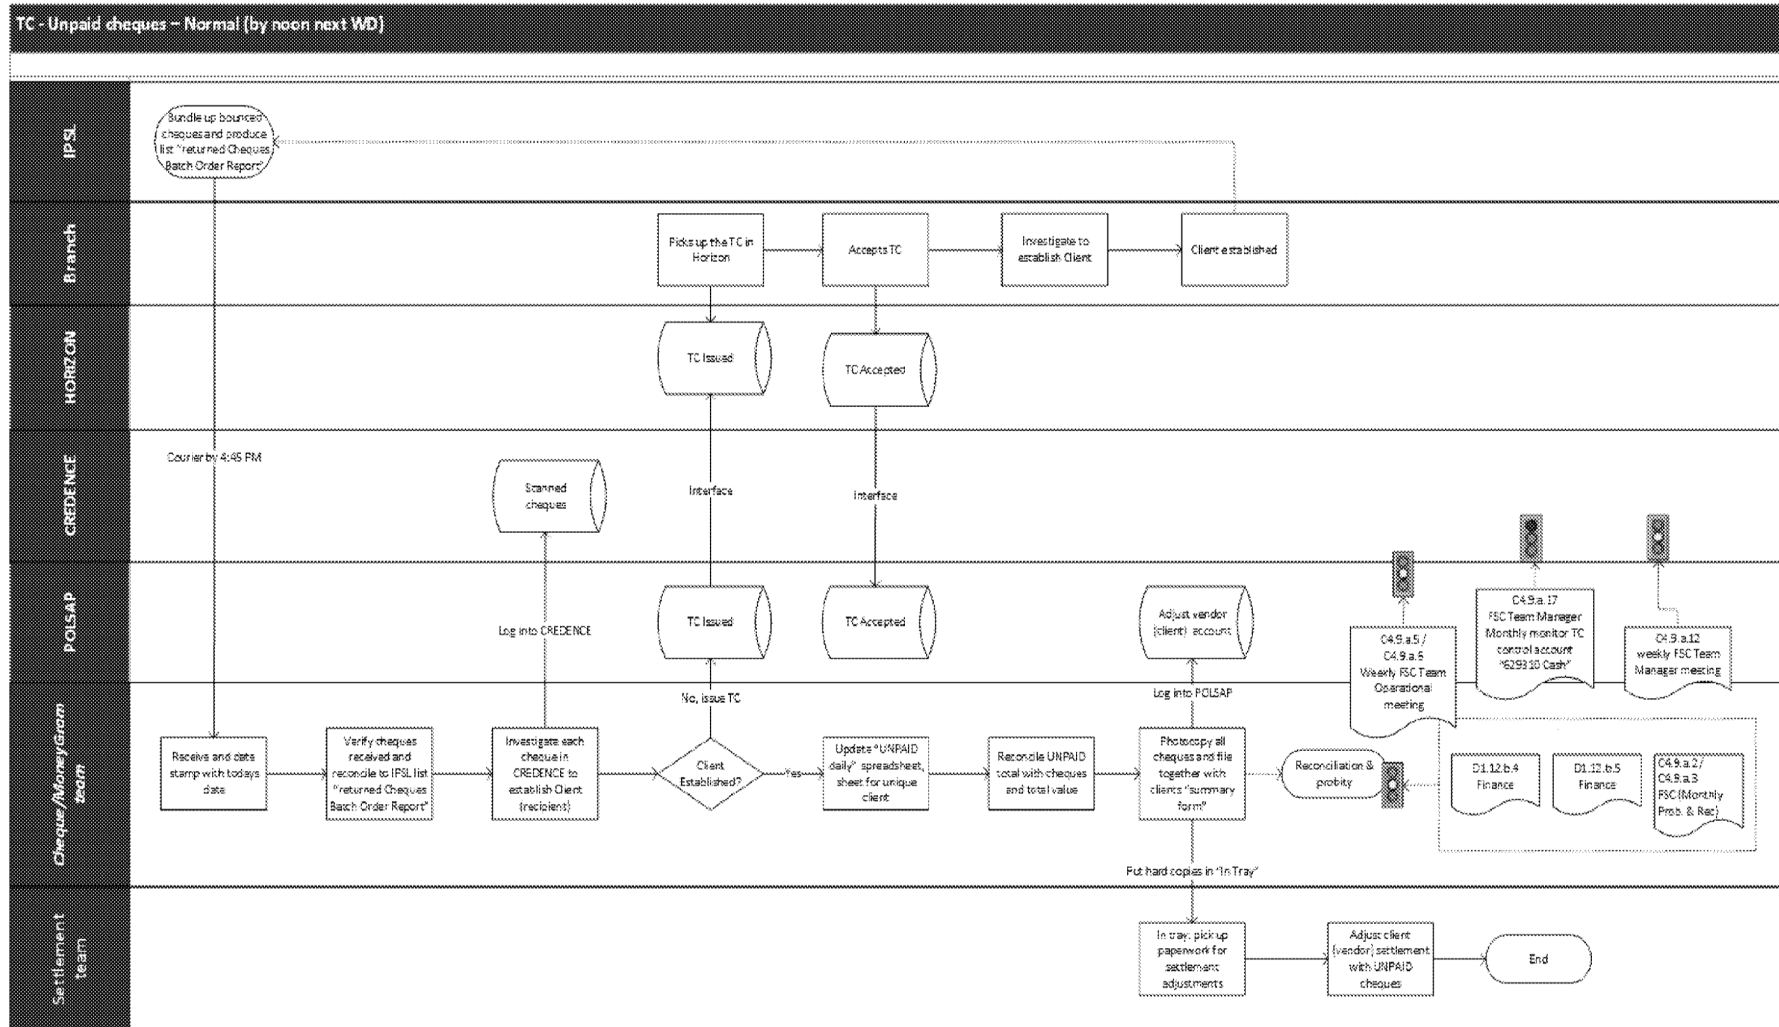 TC - Unpaid cheques – Normal (by noon next WD)
IPSL
Bundle up bounced
cheques and produce
list “returned Cheques
Batch Order Report”
Branch
Picks up the TC in
Horizon
Accepts TC
Investigate to
establish Client
Client established
HORIZON
TC Issued
TC Accepted
CREDENCE
Courier by 4:45 PM
Scanned
cheques
Interface
Interface
POLSAP
Log into CREDENCE
TC Issued
TC Accepted
Adjust vendor
(client) account
C4.9.a.5 /
C4.9.a.6
Weekly FSC Team
Operational
meeting
C4.9.a.17
FSC Team Manager
Monthly monitor TC
control account
“629310 Cash”
C4.9.a.12
weekly FSC Team
Manager meeting
Cheque/MoneyGram
team
No, issue TC
Log into POLSAP
Receive and date
stamp with todays
date
Verify cheques
received and
reconcile to IPSL list
“returned Cheques
Batch Order Report”
Investigate each
cheque in
CREDENCE to
establish Client
(recipient)
Client
Established?
Yes
Update “UNPAID
daily” spreadsheet,
sheet for unique
client
Reconcile UNPAID
total with cheques
and total value
Photocopy all
cheques and file
together with
clients “summary
form”
Reconciliation &
probity
D1.12.b.4
Finance
D1.12.b.5
Finance
C4.9.a.2 /
C4.9.a.3
FSC (Monthly
Prob. & Rec)
Put hard copies in “In Tray”
Settlement
team
In tray: pick up
paperwork for
settlement
adjustments
Adjust client
(vendor) settlement
with UNPAID
cheques
End